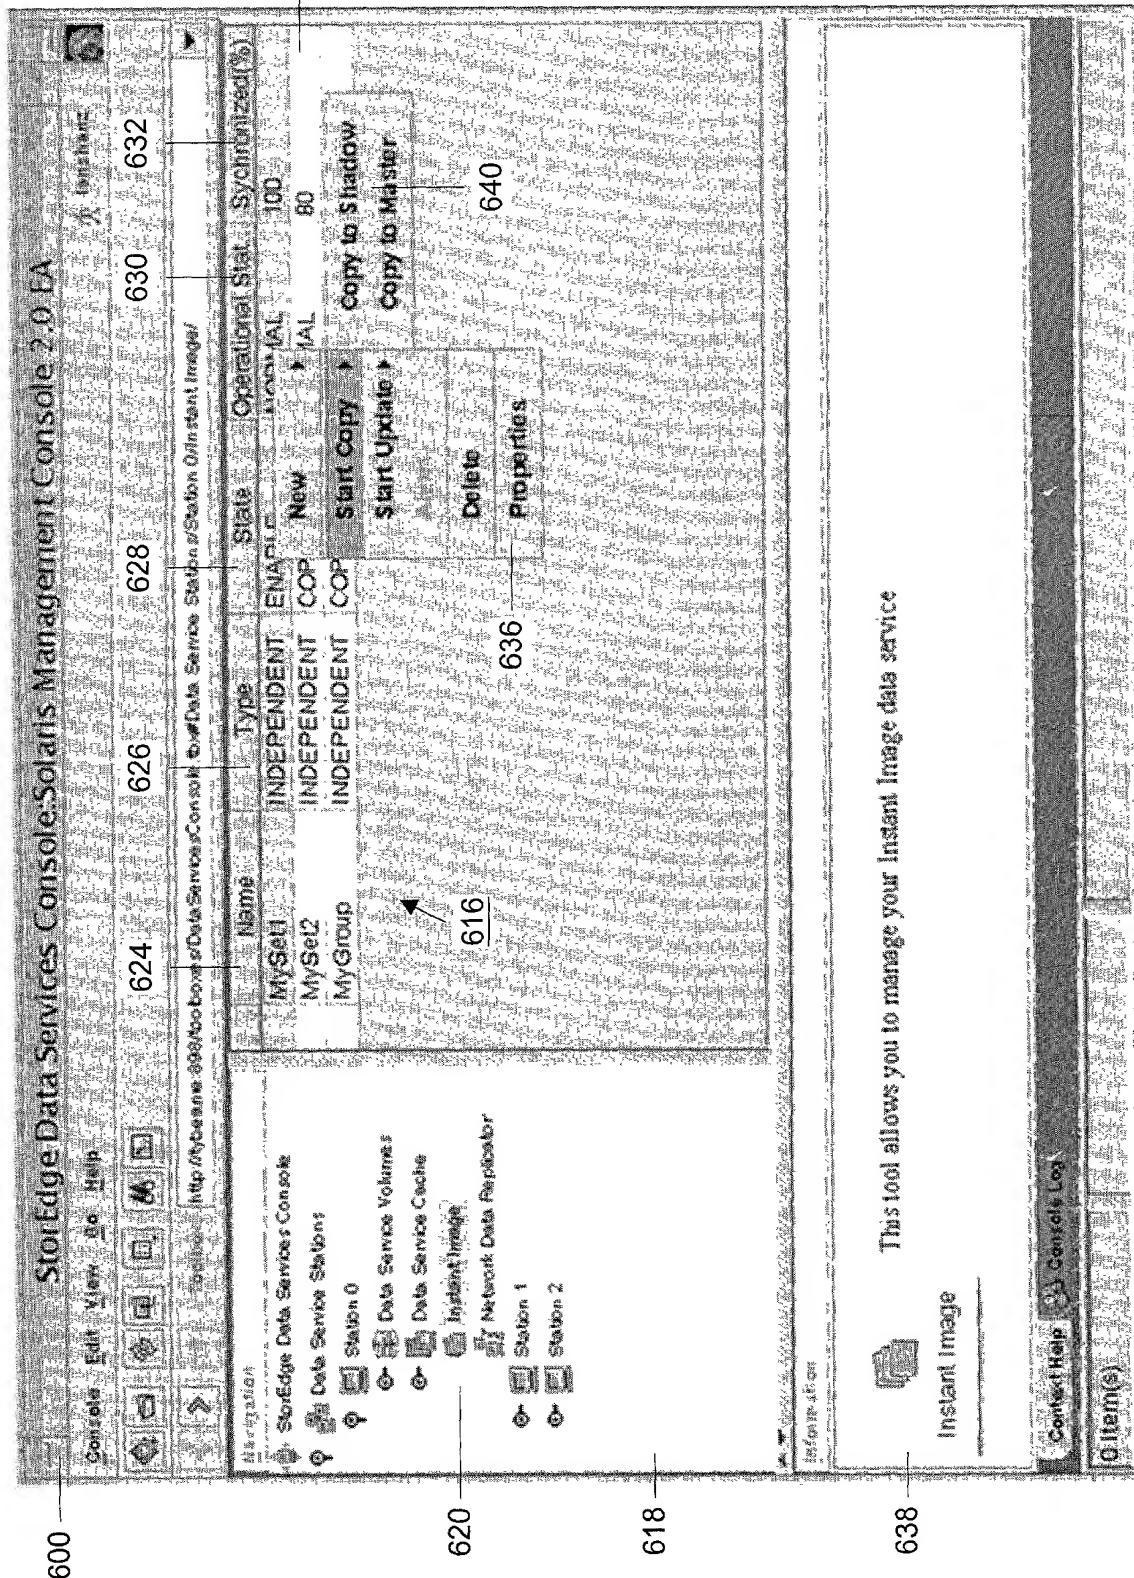 600
StorEdge Data Services Console:Solaris Management Console 2.0 EA
Console Edit View Go Help
624
626
628
630
632
Name
Type
State
Operational Stat..
Sychronized(%)
MySet1
INDEPENDENT
100
MySet2
INDEPENDENT
COP
IAL
80
MyGroup
INDEPENDENT
COP
New
Start Copy
Start Update
Delete
Properties
Copy to Shadow
Copy to Master
640
636
616
Navigation
StorEdge Data Services Console
Data Service Stations
Station 0
Data Service Volumes
Data Service Cache
Instant Image
Network Data Replicator
Station 1
Station 2
620
618
Information
This tool allows you to manage your Instant Image data service
Instant Image
638
Context Help
Console Log
0 Item(s)